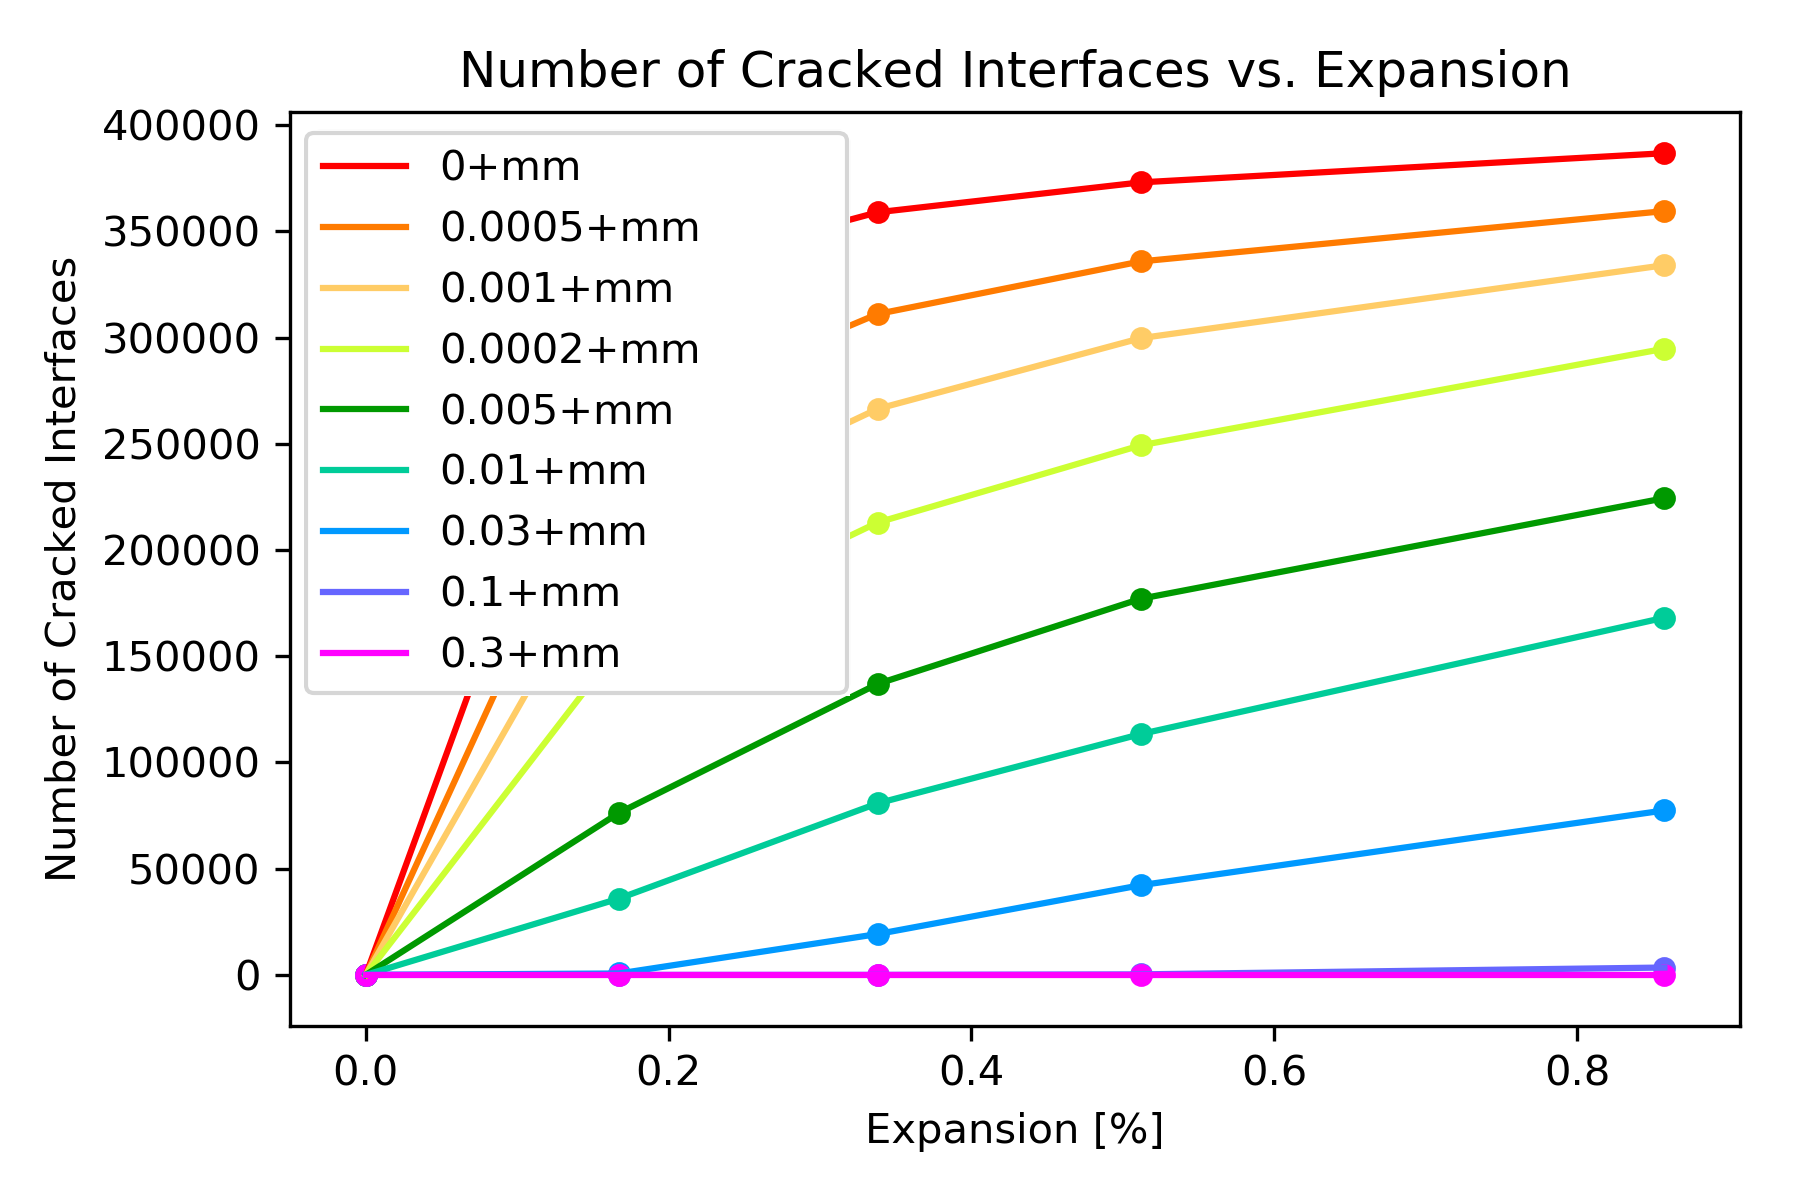 Number of Cracked Interfaces vs. Expansion
400000
350000
300000
250000
200000
150000
100000
50000
0
Number of Cracked Interfaces
0+mm
0.0005+mm
0.001+mm
0.0002+mm
0.005+mm
0.01+mm
0.03+mm
0.1+mm
0.3+mm
0.0 0.2 0.4 0.6 0.8
Expansion [%]